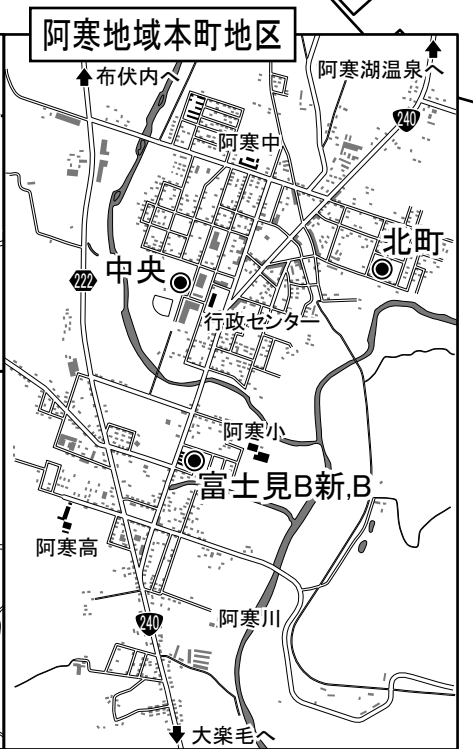 阿寒地域本町地区
布伏内へ
阿寒湖温泉へ
240
阿寒中
北町
中央
222
行政センター
阿寒小
富士見B新,B
阿寒高
阿寒川
240
大楽毛へ